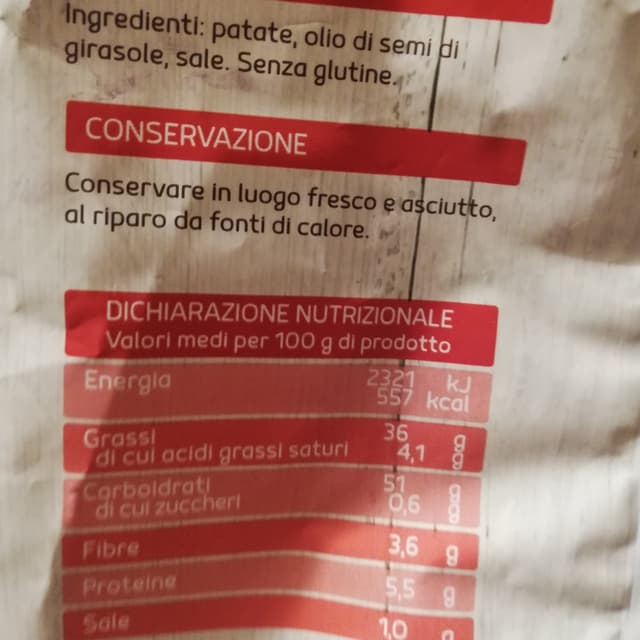 Ingredienti: patate, olio di semi di
girasole, sale. Senza glutine.
CONSERVAZIONE
Conservare in luogo fresco e asciutto,
al riparo da fonti di calore.
DICHIARAZIONE NUTRIZIONALE
Valori medi per 100 g di prodotto
Energia 2321 kJ
557 kcal
Grassi 36 g
di cui acidi grassi saturi 4,1 g
Carboidrati 51 g
di cui zuccheri 0,6 g
Fibre 3,6 g
Proteine 5,5 g
Sale 1,0 g